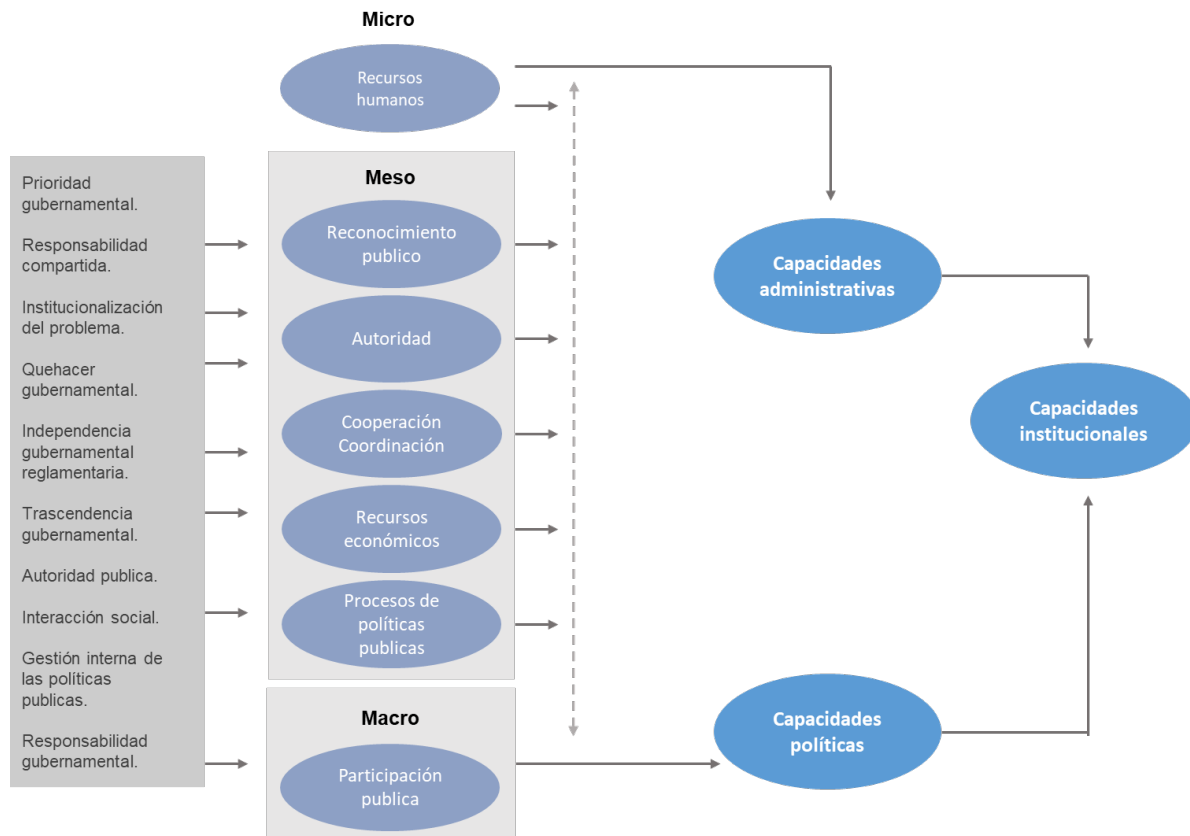 Micro
Recursos
humanos
Prioridad
gubernamental.
Responsabilidad
compartida.
Institucionalización
del problema.
Quehacer
gubernamental.
Independencia
gubernamental
reglamentaria.
Trascendencia
gubernamental.
Autoridad publica.
Interacción social.
Gestión interna de
las políticas
publicas.
Responsabilidad
gubernamental.
Meso
Reconocimiento
publico
Autoridad
Cooperación
Coordinación
Recursos
económicos
Procesos de
políticas
publicas
Macro
Participación
publica
Capacidades
administrativas
Capacidades
políticas
Capacidades
institucionales